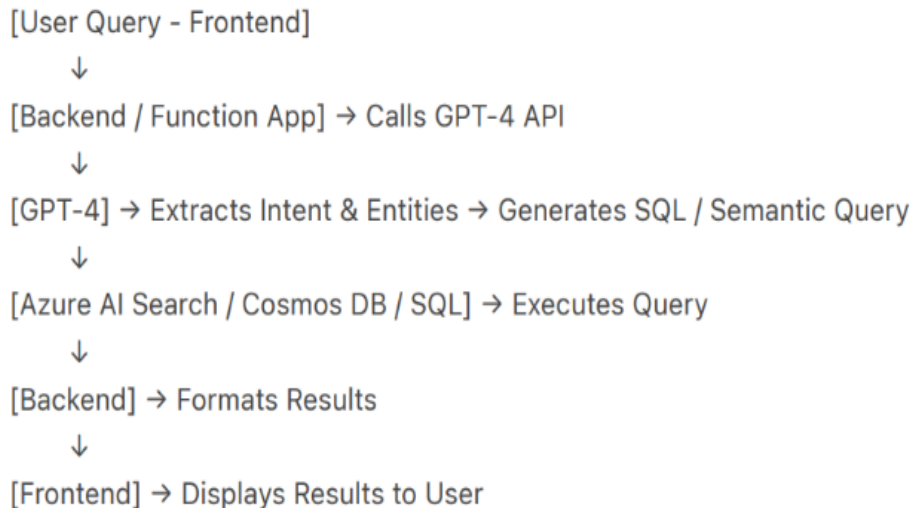 [User Query - Frontend]
↓
[Backend / Function App] → Calls GPT-4 API
↓
[GPT-4] → Extracts Intent & Entities → Generates SQL / Semantic Query
↓
[Azure AI Search / Cosmos DB / SQL] → Executes Query
↓
[Backend] → Formats Results
↓
[Frontend] → Displays Results to User